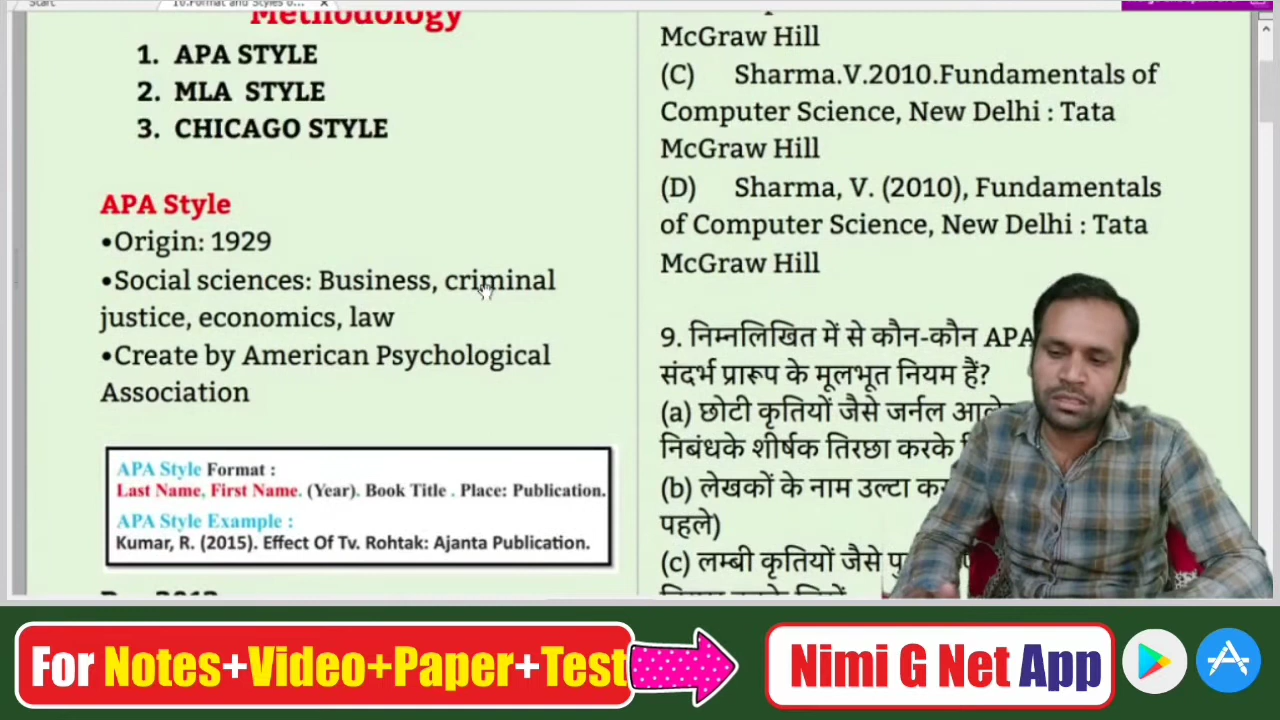 Start
10.Format and Styles o...
Methodology
1. APA STYLE
2. MLA STYLE
3. CHICAGO STYLE
APA Style
•Origin: 1929
•Social sciences: Business, criminal
justice, economics, law
•Create by American Psychological
Association
APA Style Format :
Last Name, First Name. (Year). Book Title . Place: Publication.
APA Style Example :
Kumar, R. (2015). Effect Of Tv. Rohtak: Ajanta Publication.
McGraw Hill
(C) Sharma.V.2010.Fundamentals of
Computer Science, New Delhi : Tata
McGraw Hill
(D) Sharma, V. (2010), Fundamentals
of Computer Science, New Delhi : Tata
McGraw Hill
9. निम्नलिखित में से कौन-कौन APA
संदर्भ प्रारूप के मूलभूत नियम हैं?
(a) छोटी कृतियों जैसे जर्नल
निबंधके शीर्षक तिरछा करके
(b) लेखकों के नाम उल्टा
पहले)
(c) लम्बी कृतियों जैसे
For Notes+Video+Paper+Test
Nimi G Net App